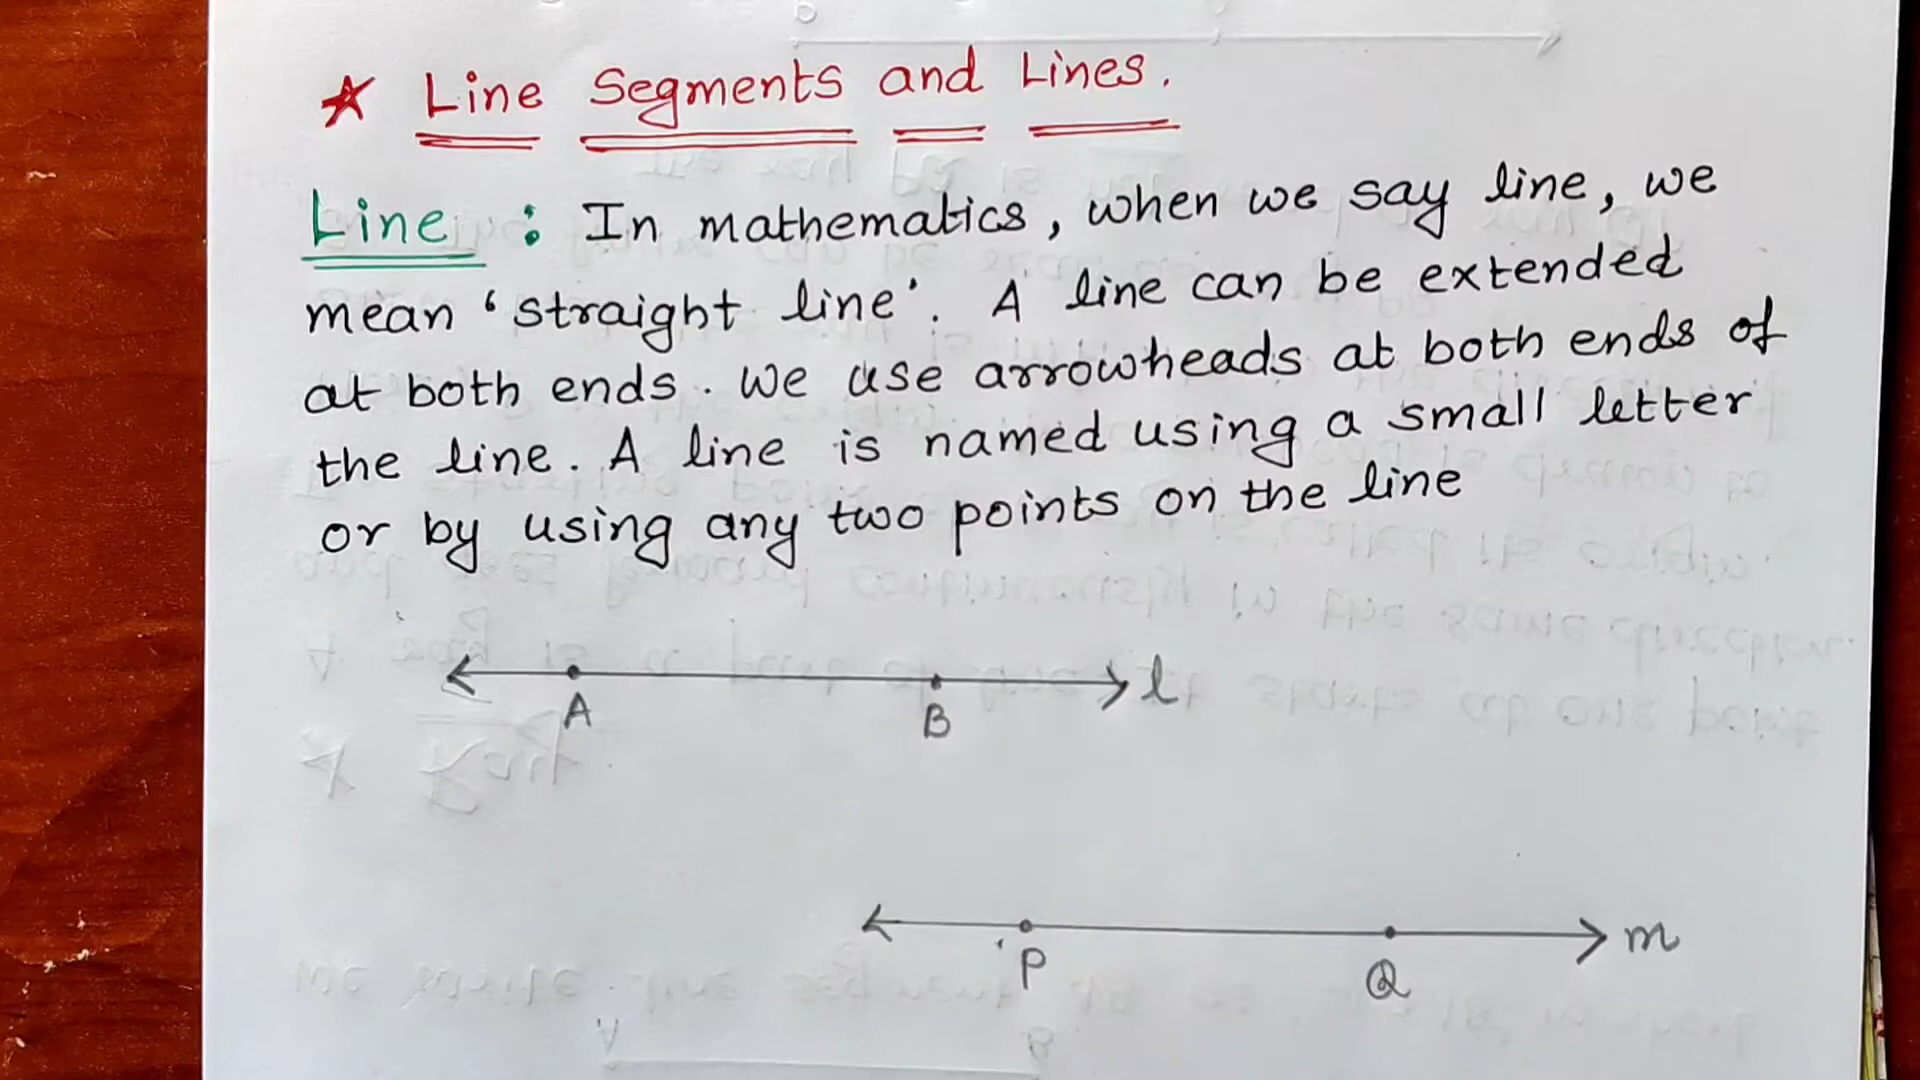 ★ Line Segments and Lines.
Line : In mathematics, when we say line, we
mean 'straight line'. A line can be extended
at both ends. We use arrowheads at both ends of
the line. A line is named using a small letter
or by using any two points on the line
A B l
P Q m